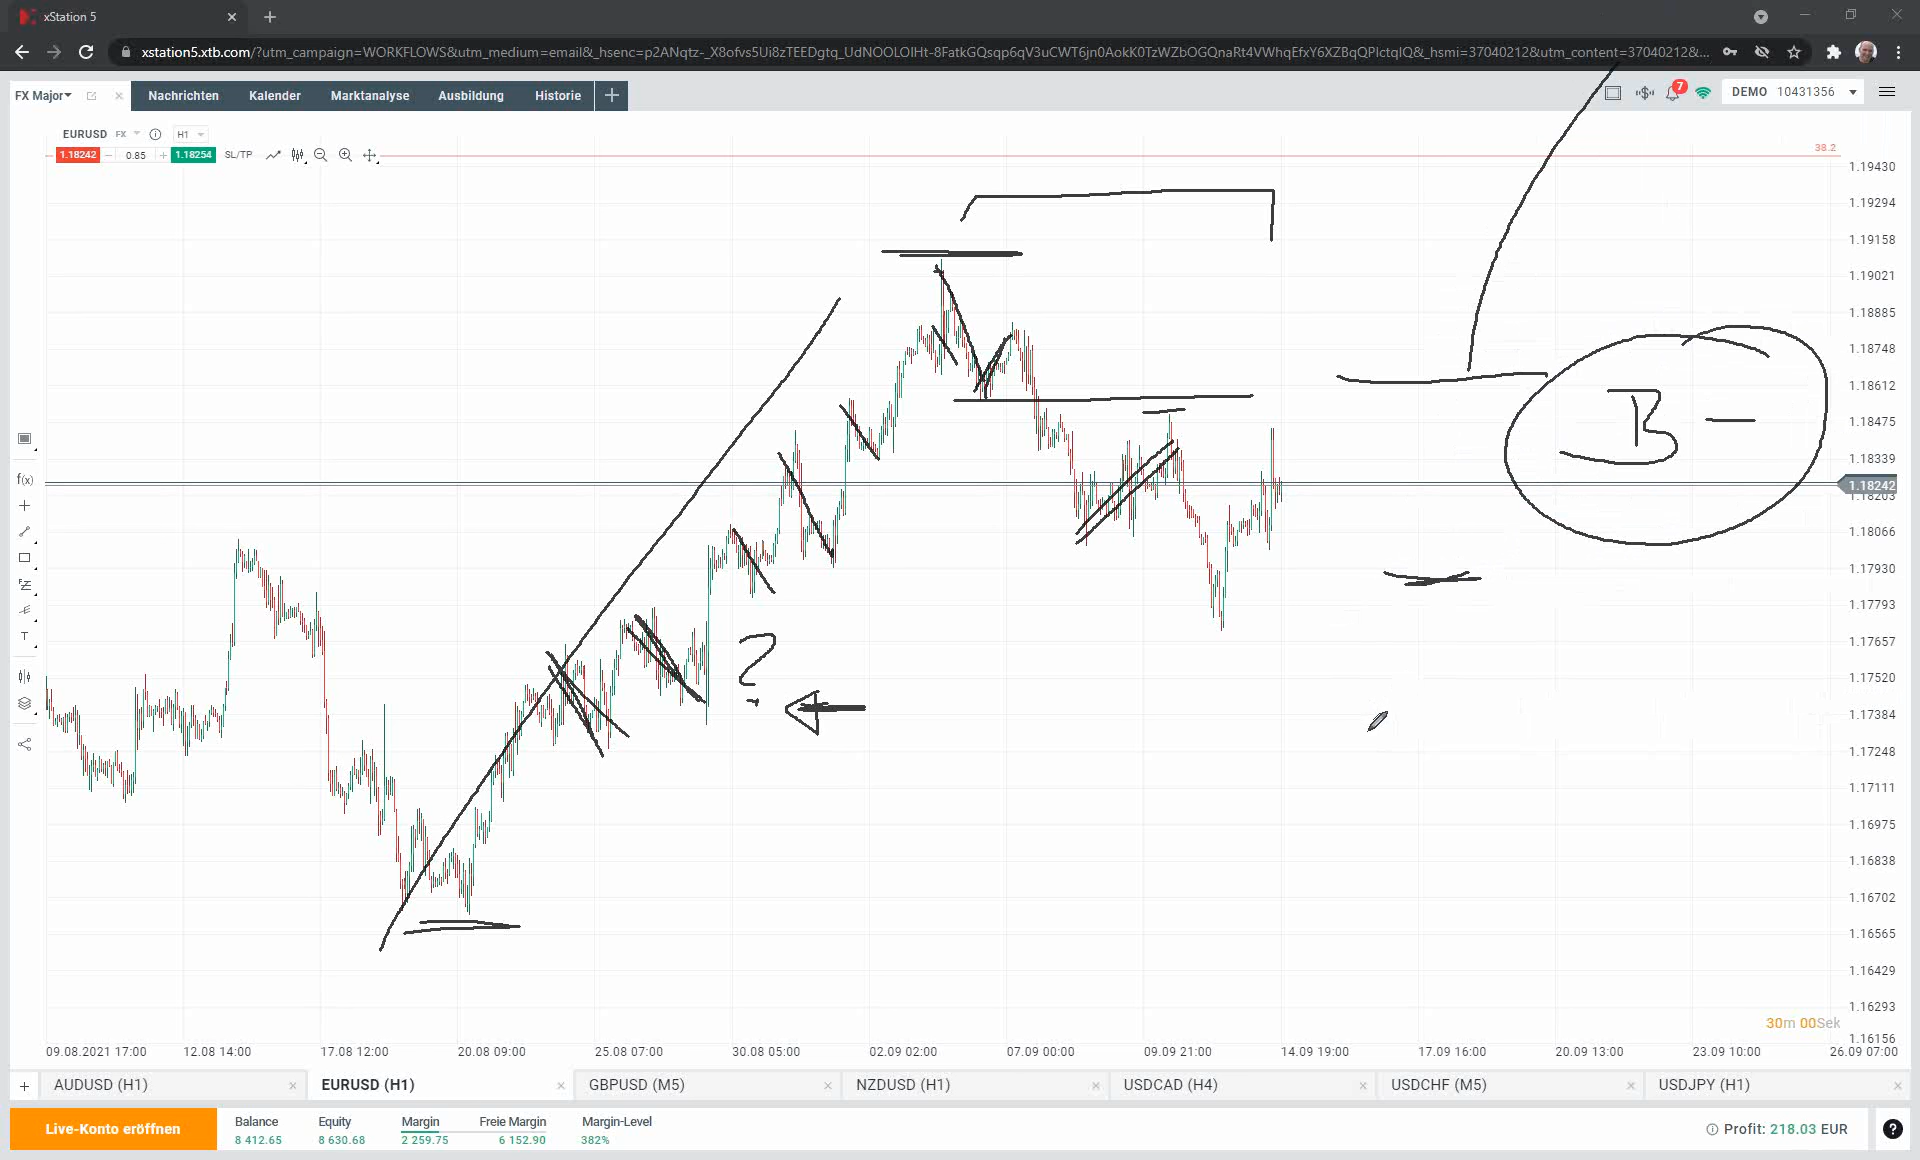 xStation 5
xstation5.xtb.com/?utm_campaign=WORKFLOWS&utm_medium=email&_hsenc=p2ANqtz-_X8ofvs5Ui8zTEEDgtq_UdNOOLOIHt-8FatkGQsqp6qV3uCWT6jn0AokK0TzWZbOGQnaRt4VWhqEfxY6XZBqQPlctqIQ&_hsmi=37040212&utm_content=37040212&...
FX Major
Nachrichten
Kalender
Marktanalyse
Ausbildung
Historie
7
DEMO 10431356
EURUSD FX H1
1.18242
0.85
1.18254
SL/TP
38.2
1.19430
1.19294
1.19158
1.19021
1.18885
1.18748
1.18612
1.18475
1.18339
1.18242
1.18203
1.18066
1.17930
1.17793
1.17657
1.17520
1.17384
1.17248
1.17111
1.16975
1.16838
1.16702
1.16565
1.16429
1.16293
1.16156
B -
?
f(x)
T
30m 00Sek
09.08.2021 17:00
12.08 14:00
17.08 12:00
20.08 09:00
25.08 07:00
30.08 05:00
02.09 02:00
07.09 00:00
09.09 21:00
14.09 19:00
17.09 16:00
20.09 13:00
23.09 10:00
26.09 07:00
AUDUSD (H1)
EURUSD (H1)
GBPUSD (M5)
NZDUSD (H1)
USDCAD (H4)
USDCHF (M5)
USDJPY (H1)
Live-Konto eröffnen
Balance
8 412.65
Equity
8 630.68
Margin
2 259.75
Freie Margin
6 152.90
Margin-Level
382%
Profit: 218.03 EUR
?